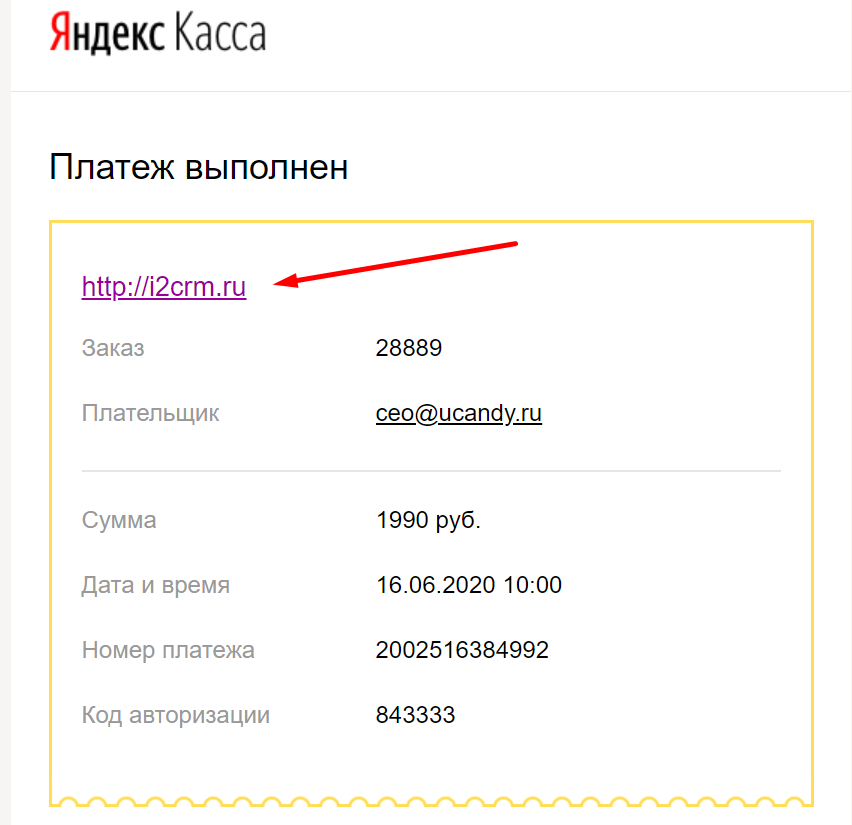 Яндекс Касса
Платеж выполнен
http://i2crm.ru
Заказ 28889
Плательщик ceo@ucandy.ru
Сумма 1990 руб.
Дата и время 16.06.2020 10:00
Номер платежа 2002516384992
Код авторизации 843333